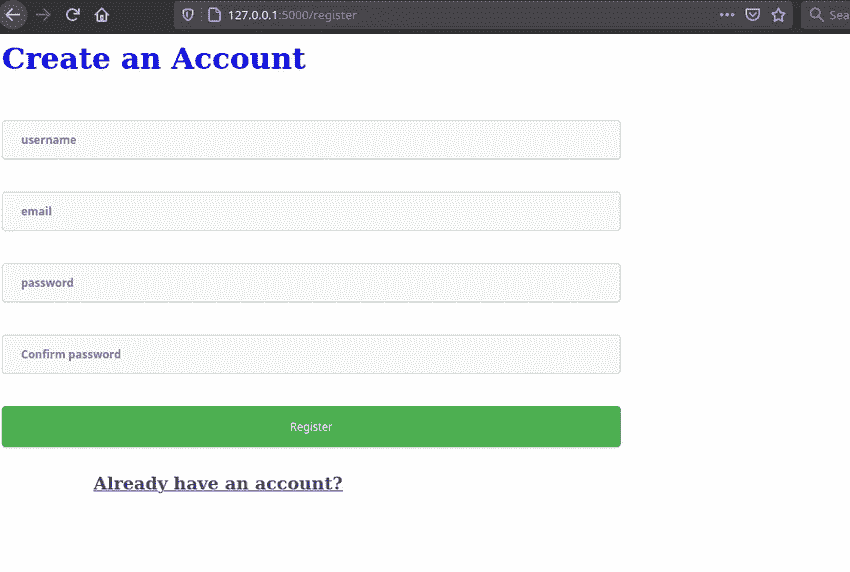 127.0.0.1:5000/register
Sea
Create an Account
username
email
password
Confirm password
Register
Already have an account?